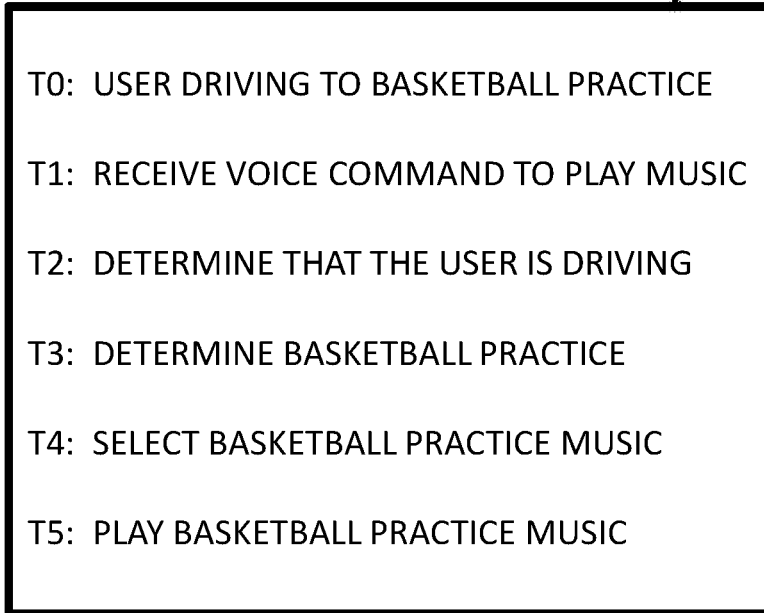 T0: USER DRIVING TO BASKETBALL PRACTICE
T1: RECEIVE VOICE COMMAND TO PLAY MUSIC
T2: DETERMINE THAT THE USER IS DRIVING
T3: DETERMINE BASKETBALL PRACTICE
T4: SELECT BASKETBALL PRACTICE MUSIC
T5: PLAY BASKETBALL PRACTICE MUSIC